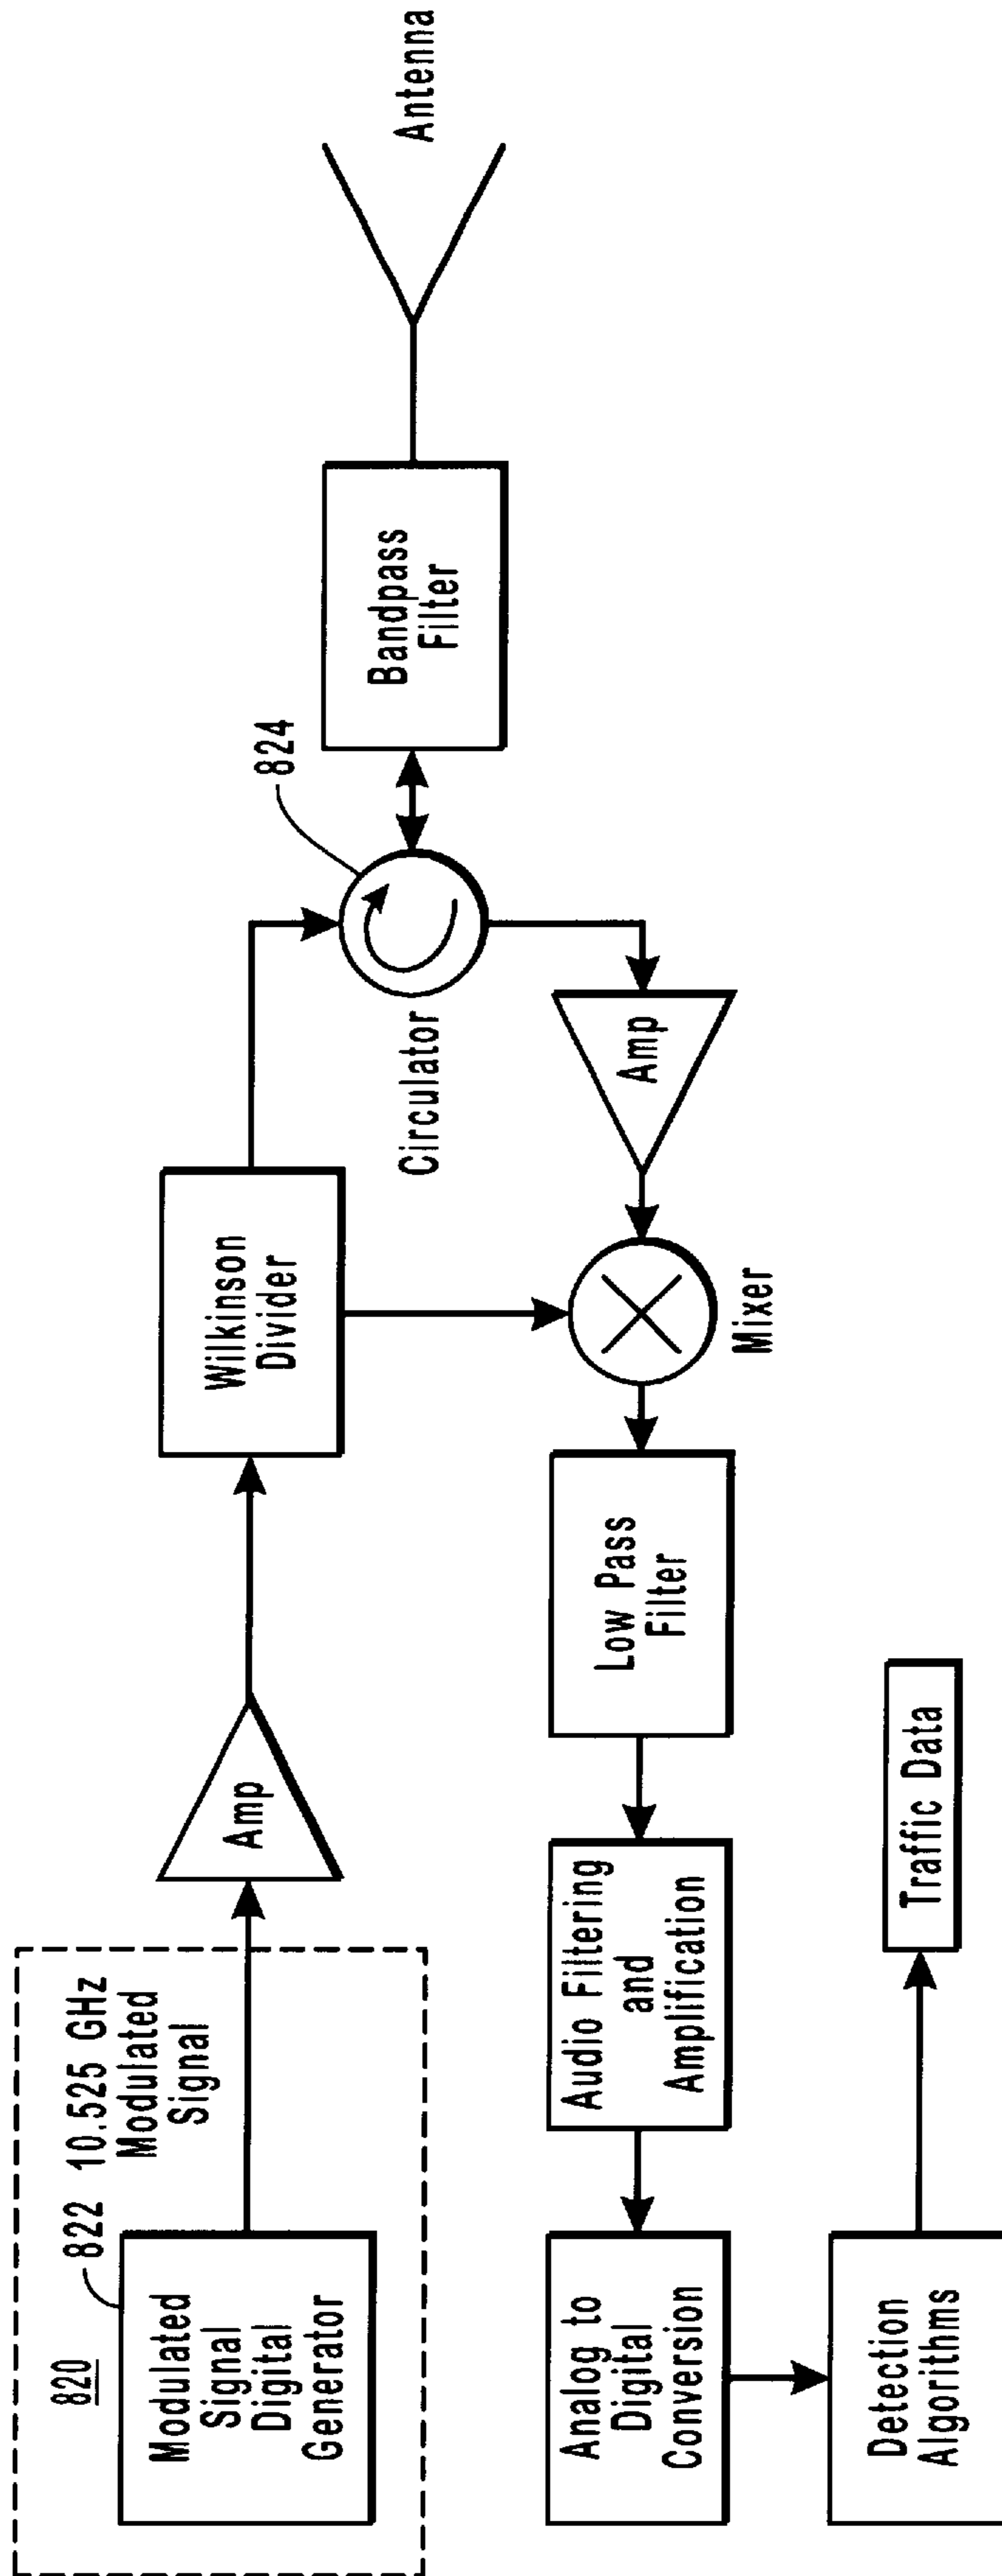 820
822
10.525 GHz
Modulated
Signal
Modulated
Signal
Digital
Generator
Amp
Wilkinson
Divider
824
Circulator
Bandpass
Filter
Antenna
Amp
Mixer
Low Pass
Filter
Audio Filtering
and
Amplification
Analog to
Digital
Conversion
Detection
Algorithms
Traffic Data